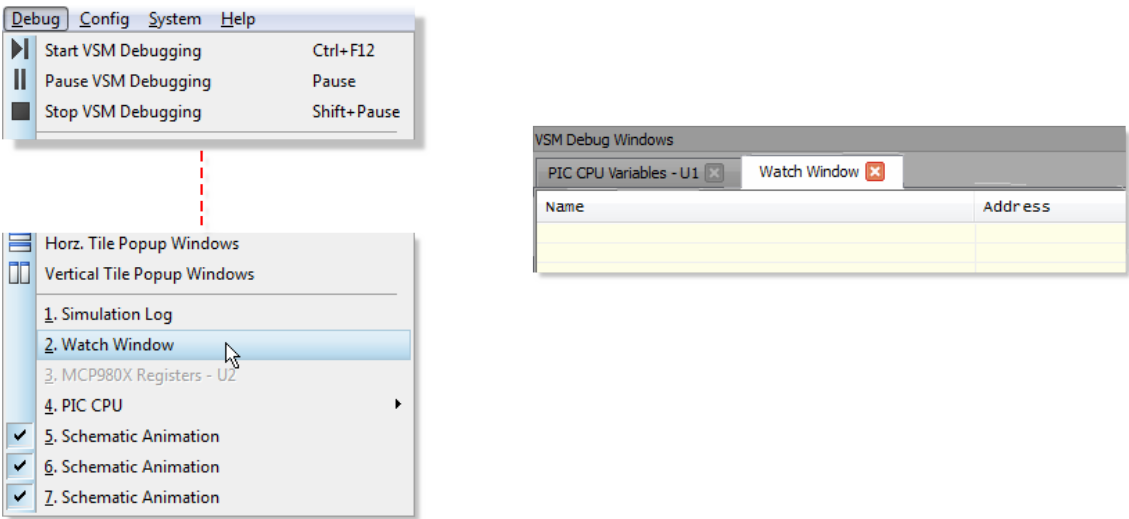 Debug Config System Help
Start VSM Debugging Ctrl+F12
Pause VSM Debugging Pause
Stop VSM Debugging Shift+Pause
Horz. Tile Popup Windows
Vertical Tile Popup Windows
1. Simulation Log
2. Watch Window
3. MCP980X Registers - U2
4. PIC CPU
5. Schematic Animation
6. Schematic Animation
7. Schematic Animation
VSM Debug Windows
PIC CPU Variables - U1 Watch Window
Name Address